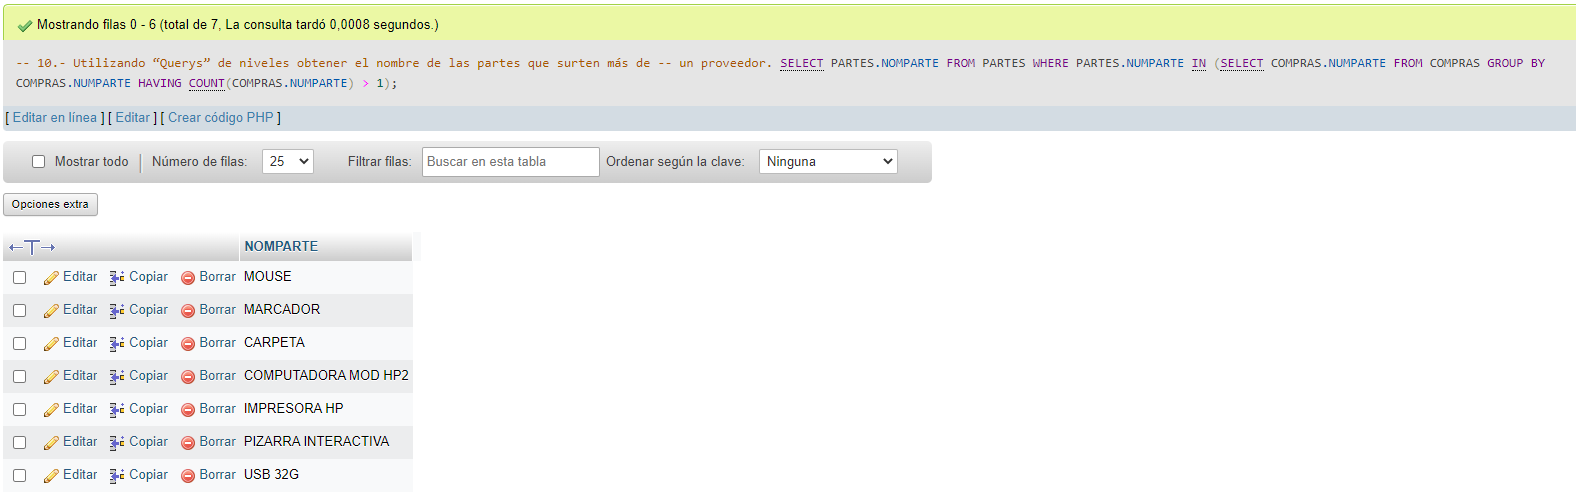 Mostrando filas 0 - 6 (total de 7, La consulta tardó 0,0008 segundos.)
-- 10.- Utilizando “Querys” de niveles obtener el nombre de las partes que surten más de -- un proveedor. SELECT PARTES.NOMPARTE FROM PARTES WHERE PARTES.NUMPARTE IN (SELECT COMPRAS.NUMPARTE FROM COMPRAS GROUP BY
COMPRAS.NUMPARTE HAVING COUNT(COMPRAS.NUMPARTE) > 1);
[ Editar en línea ] [ Editar ] [ Crear código PHP ]
Mostrar todo | Número de filas: 25 Filtrar filas: Buscar en esta tabla Ordenar según la clave: Ninguna
Opciones extra
←T→ NOMPARTE
Editar Copiar Borrar MOUSE
Editar Copiar Borrar MARCADOR
Editar Copiar Borrar CARPETA
Editar Copiar Borrar COMPUTADORA MOD HP2
Editar Copiar Borrar IMPRESORA HP
Editar Copiar Borrar PIZARRA INTERACTIVA
Editar Copiar Borrar USB 32G